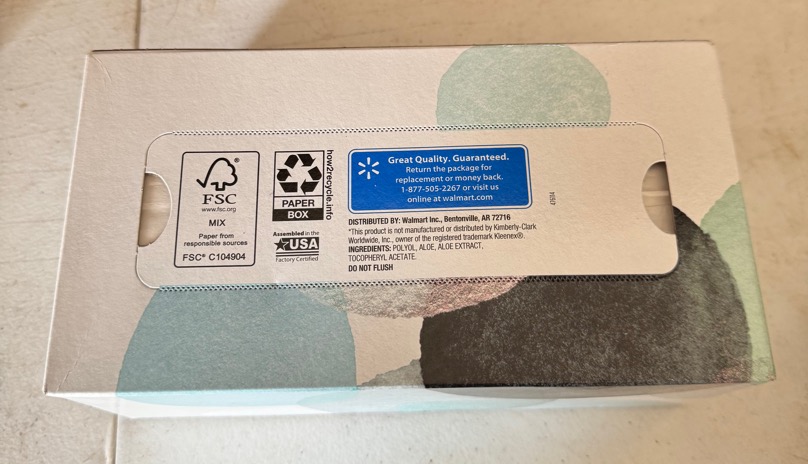 FSC®
www.fsc.org
MIX
Paper from
responsible sources
FSC® C104904
how2recycle.info
PAPER
BOX
Assembled in the
USA
Factory Certified
Great Quality. Guaranteed.
Return the package for
replacement or money back.
1-877-505-2267 or visit us
online at walmart.com
DISTRIBUTED BY: Walmart Inc., Bentonville, AR 72716
*This product is not manufactured or distributed by Kimberly-Clark
Worldwide, Inc., owner of the registered trademark Kleenex®.
INGREDIENTS: POLYOL, ALOE, ALOE EXTRACT,
TOCOPHERYL ACETATE.
DO NOT FLUSH